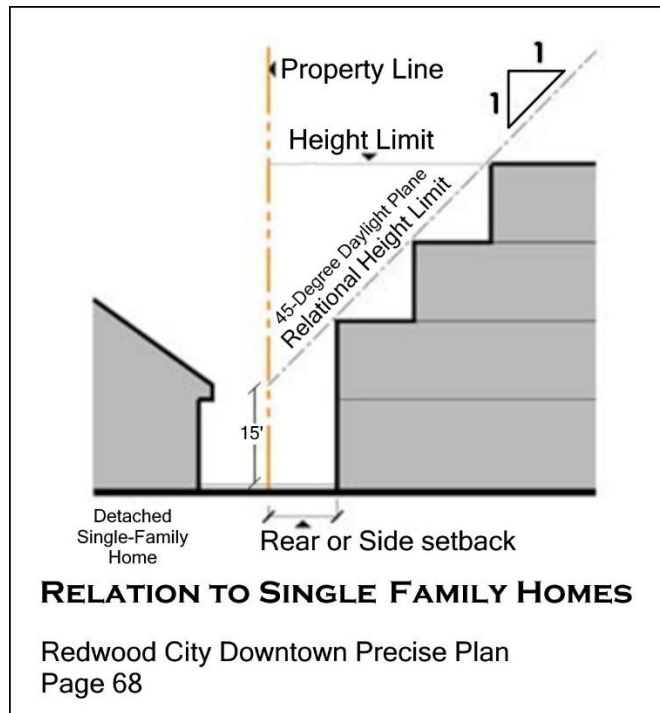 Property Line
1
1
Height Limit
45-Degree Daylight Plane
Relational Height Limit
15'
Detached
Single-Family
Home
Rear or Side setback
RELATION TO SINGLE FAMILY HOMES
Redwood City Downtown Precise Plan
Page 68